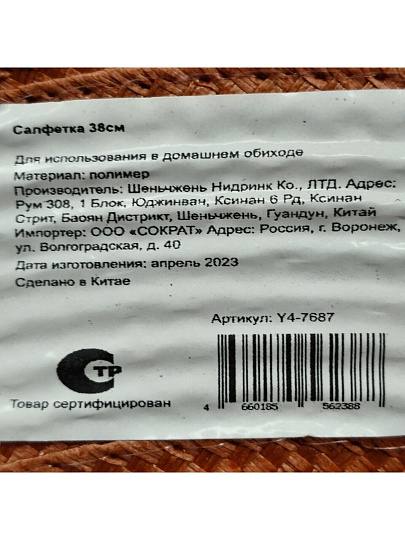 Салфетка 38см
Для использования в домашнем обиходе
Материал: полимер
Производитель: Шеньчжень Нидринк Ко., ЛТД. Адрес:
Рум 308, 1 Блок, Юджинвач, Ксинан 6 Рд, Ксинан
Стрит, Баоян Дистрикт, Шеньчжень, Гуандун, Китай
Импортер: ООО «СОКРАТ» Адрес: Россия, г. Воронеж,
ул. Волгоградская, д. 40
Дата изготовления: апрель 2023
Сделано в Китае
Артикул: Y4-7687
СТР
Товар сертифицирован
4 660185 562388